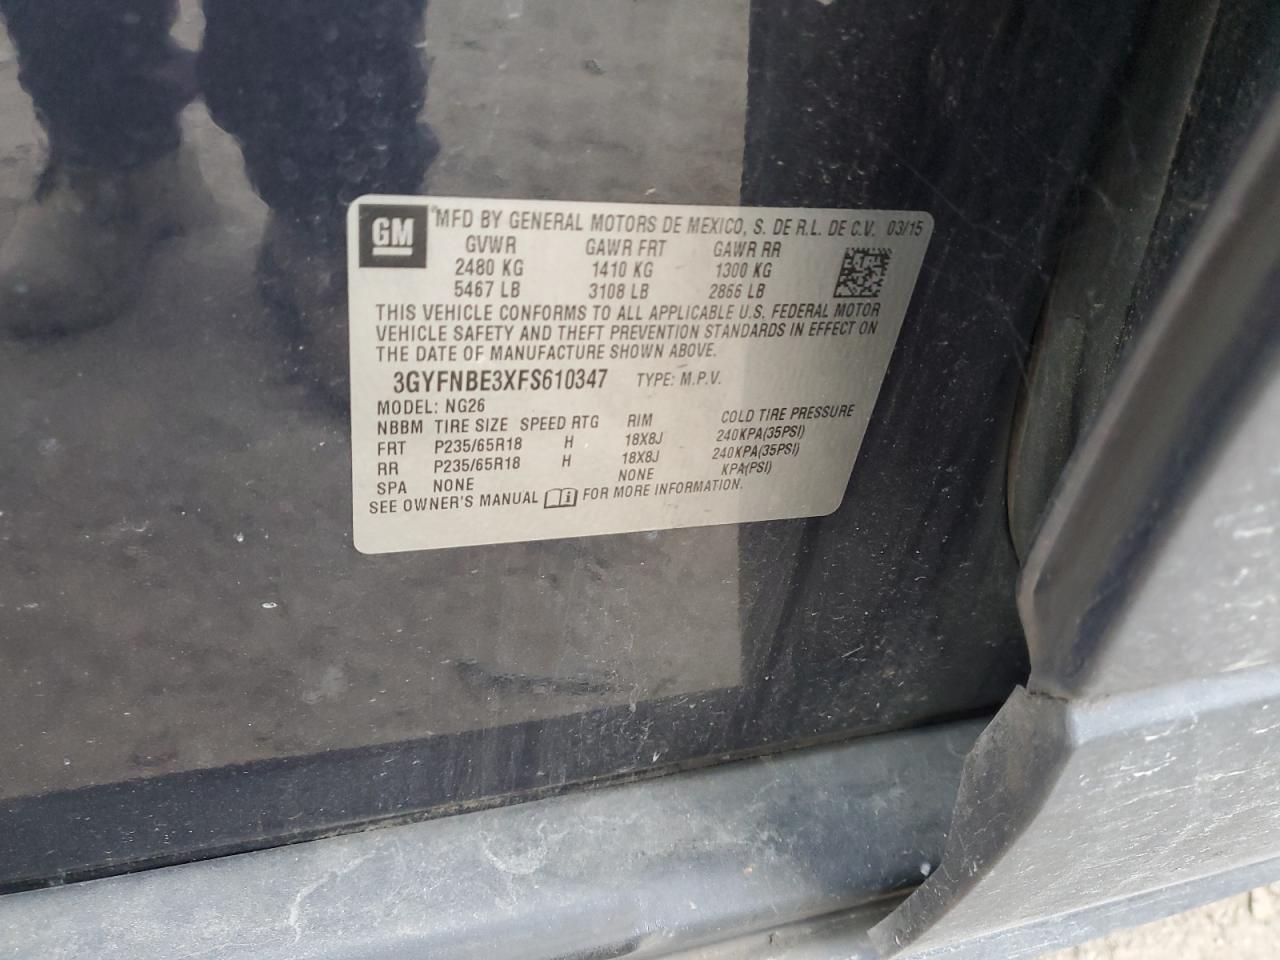 GM MFD BY GENERAL MOTORS DE MEXICO, S. DE R.L. DE C.V. 03/15
GVWR GAWR FRT GAWR RR
2480 KG 1410 KG 1300 KG
5467 LB 3108 LB 2866 LB
THIS VEHICLE CONFORMS TO ALL APPLICABLE U.S. FEDERAL MOTOR
VEHICLE SAFETY AND THEFT PREVENTION STANDARDS IN EFFECT ON
THE DATE OF MANUFACTURE SHOWN ABOVE.
3GYFNBE3XFS610347 TYPE: M.P.V.
MODEL: NG26
NBBM TIRE SIZE SPEED RTG RIM COLD TIRE PRESSURE
FRT P235/65R18 H 18X8J 240KPA(35PSI)
RR P235/65R18 H 18X8J 240KPA(35PSI)
SPA NONE NONE KPA(PSI)
SEE OWNER'S MANUAL FOR MORE INFORMATION.